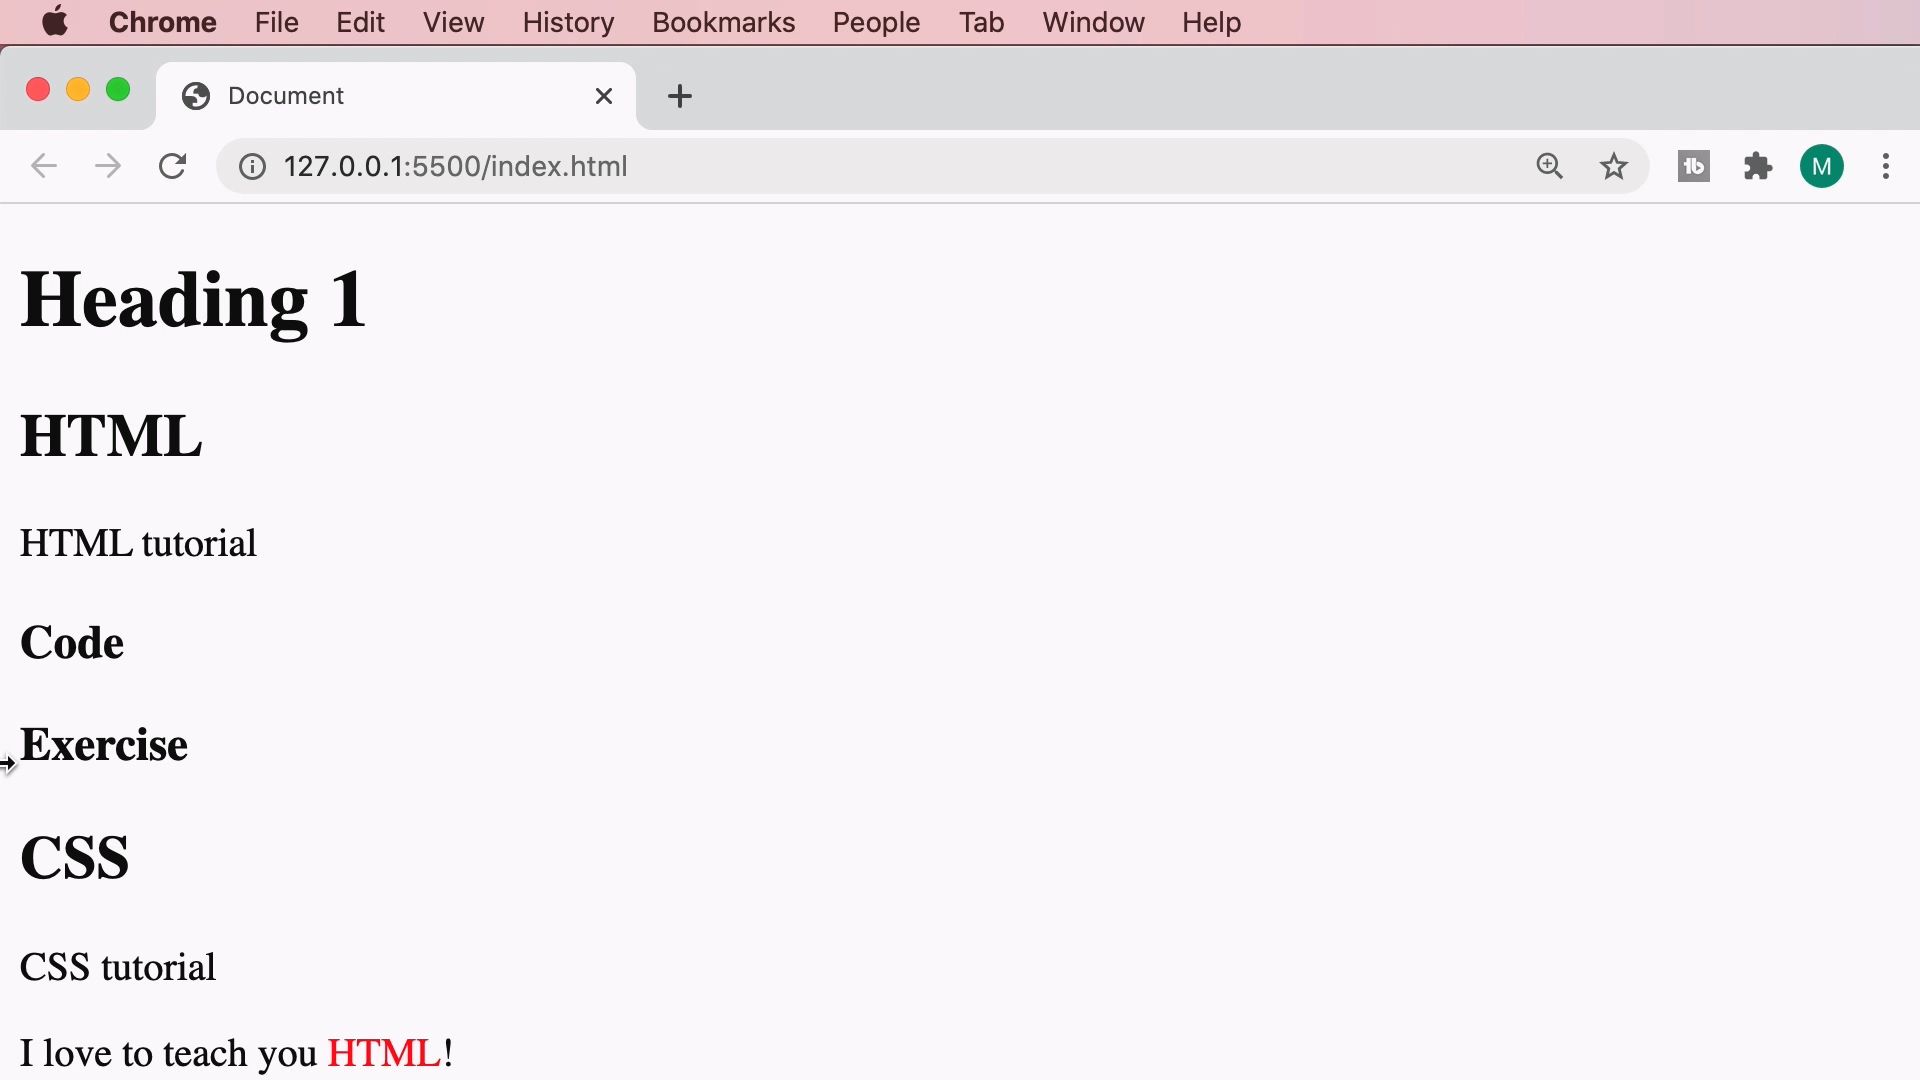 Chrome File Edit View History Bookmarks People Tab Window Help
Document
127.0.0.1:5500/index.html
M
Heading 1
HTML
HTML tutorial
Code
Exercise
CSS
CSS tutorial
I love to teach you HTML!